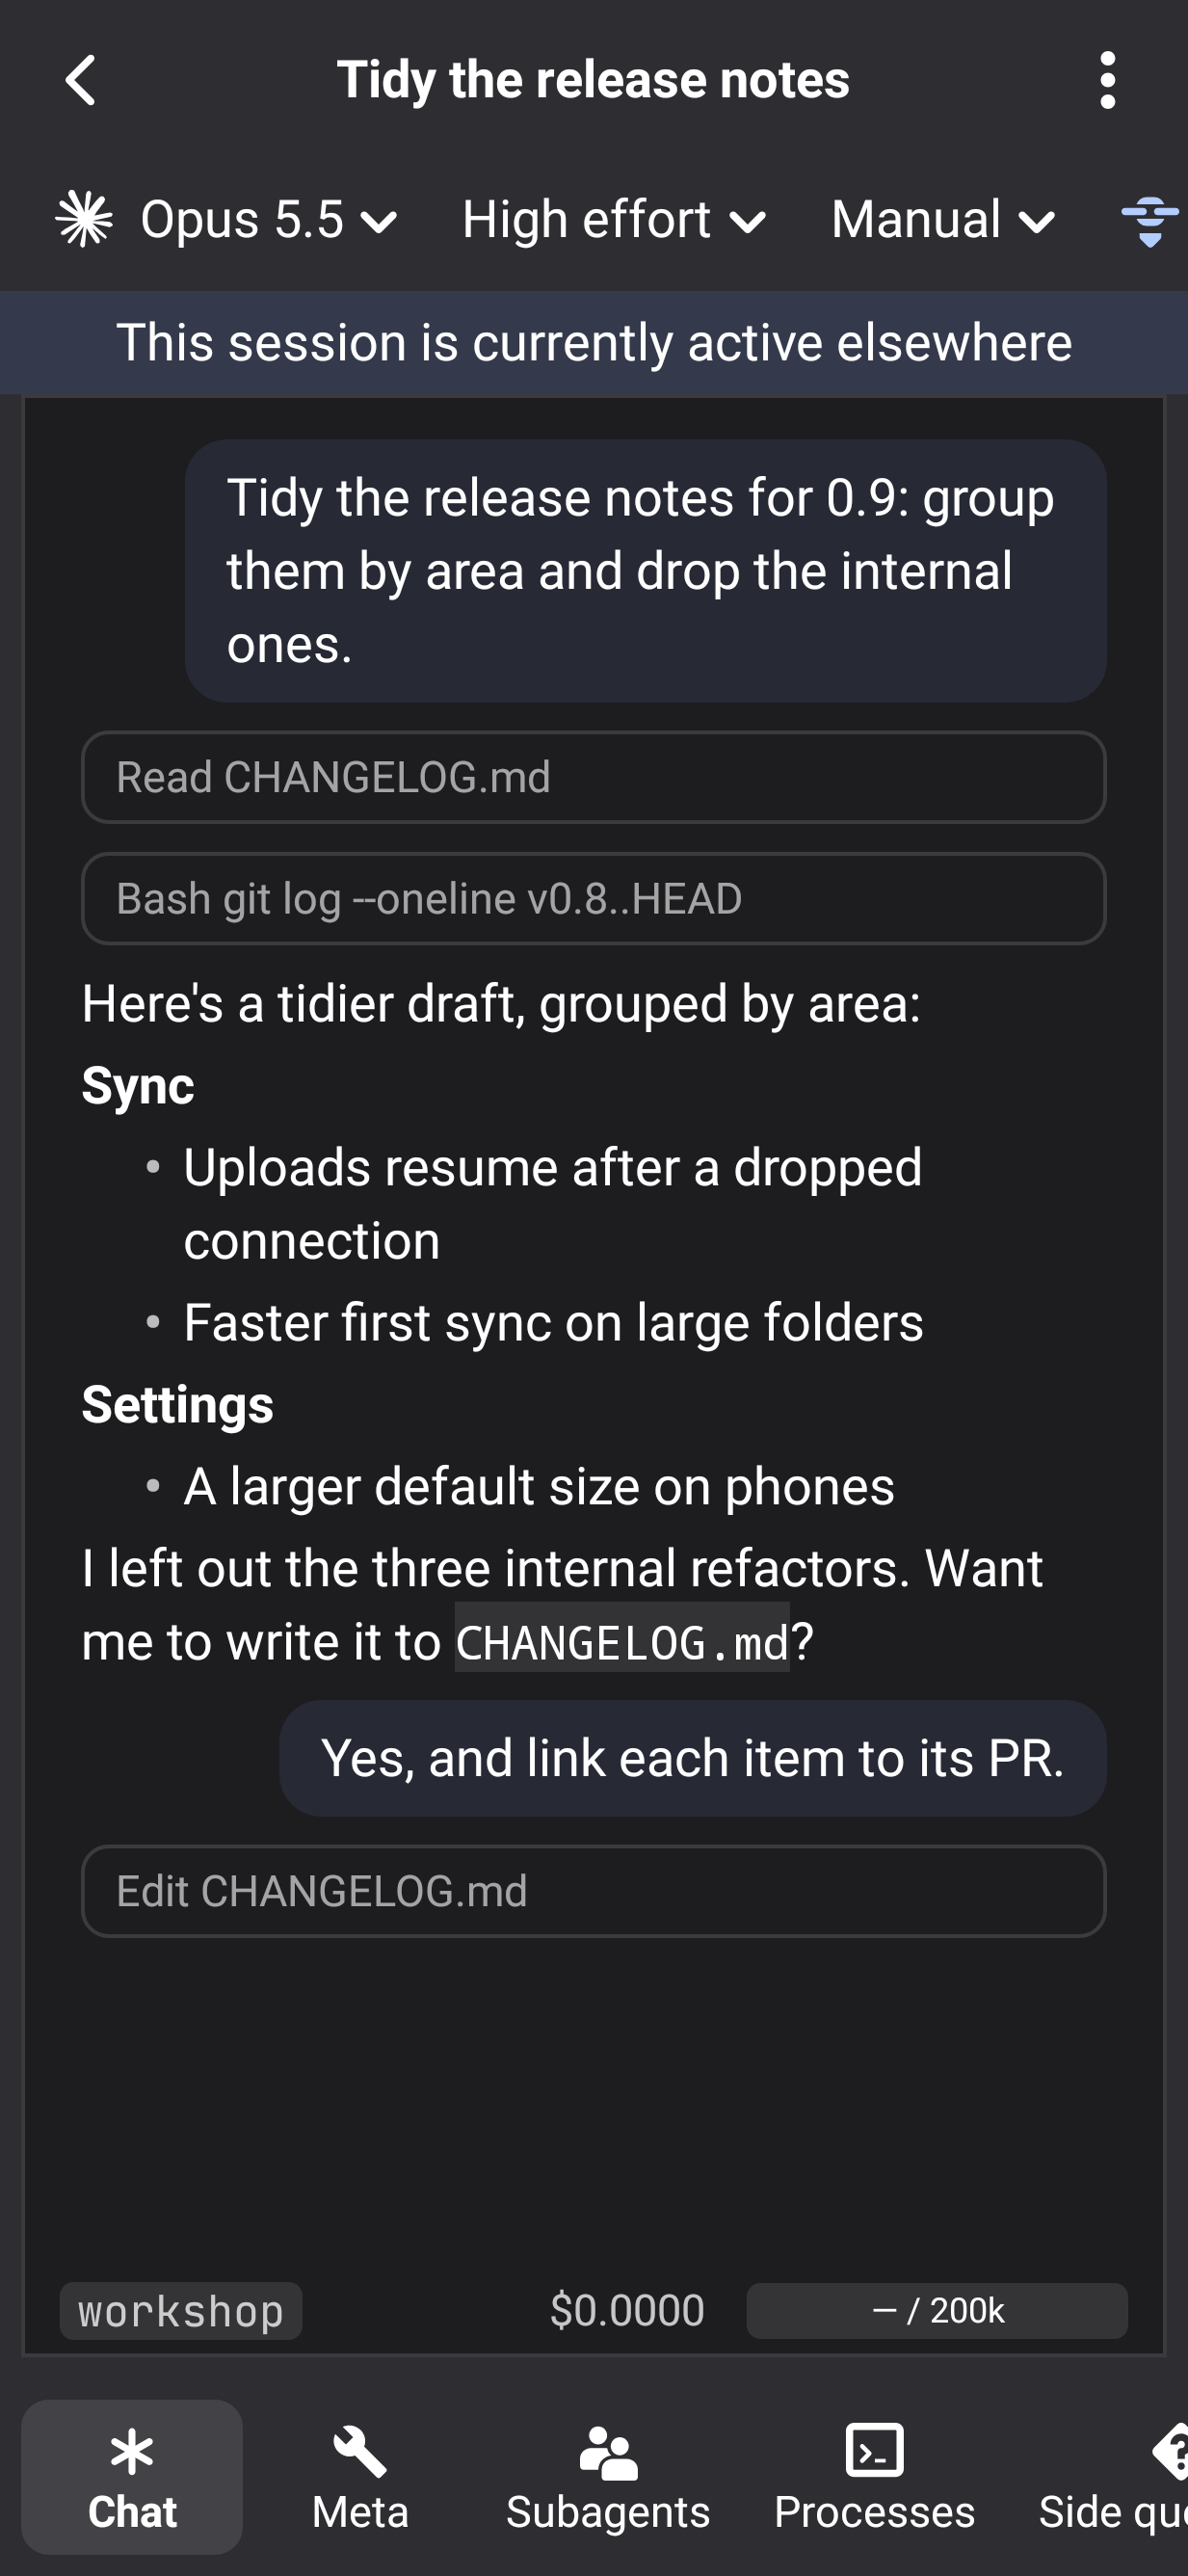 Tidy the release notes
Opus 5.5
High effort
Manual
This session is currently active elsewhere
Tidy the release notes for 0.9: group
them by area and drop the internal
ones.
Read CHANGELOG.md
Bash git log --oneline v0.8..HEAD
Here's a tidier draft, grouped by area:
Sync
• Uploads resume after a dropped
connection
• Faster first sync on large folders
Settings
• A larger default size on phones
I left out the three internal refactors. Want
me to write it to CHANGELOG.md?
Yes, and link each item to its PR.
Edit CHANGELOG.md
workshop
$0.0000
— / 200k
Chat
Meta
Subagents
Processes
Side